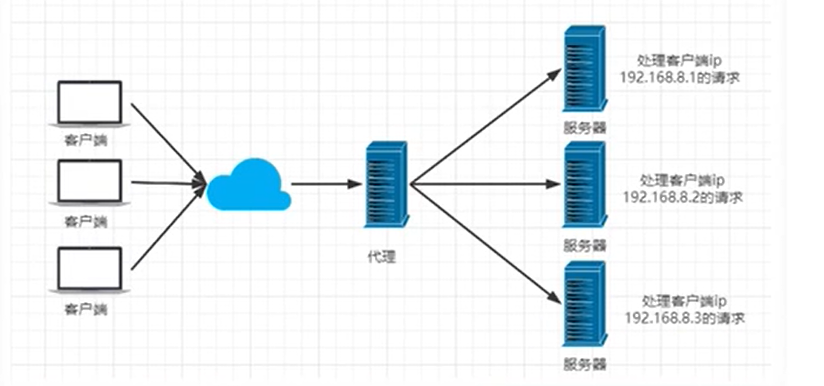 客户端
客户端
客户端
代理
服务器
处理客户端ip
192.168.8.1的请求
服务器
处理客户端ip
192.168.8.2的请求
服务器
处理客户端ip
192.168.8.3的请求